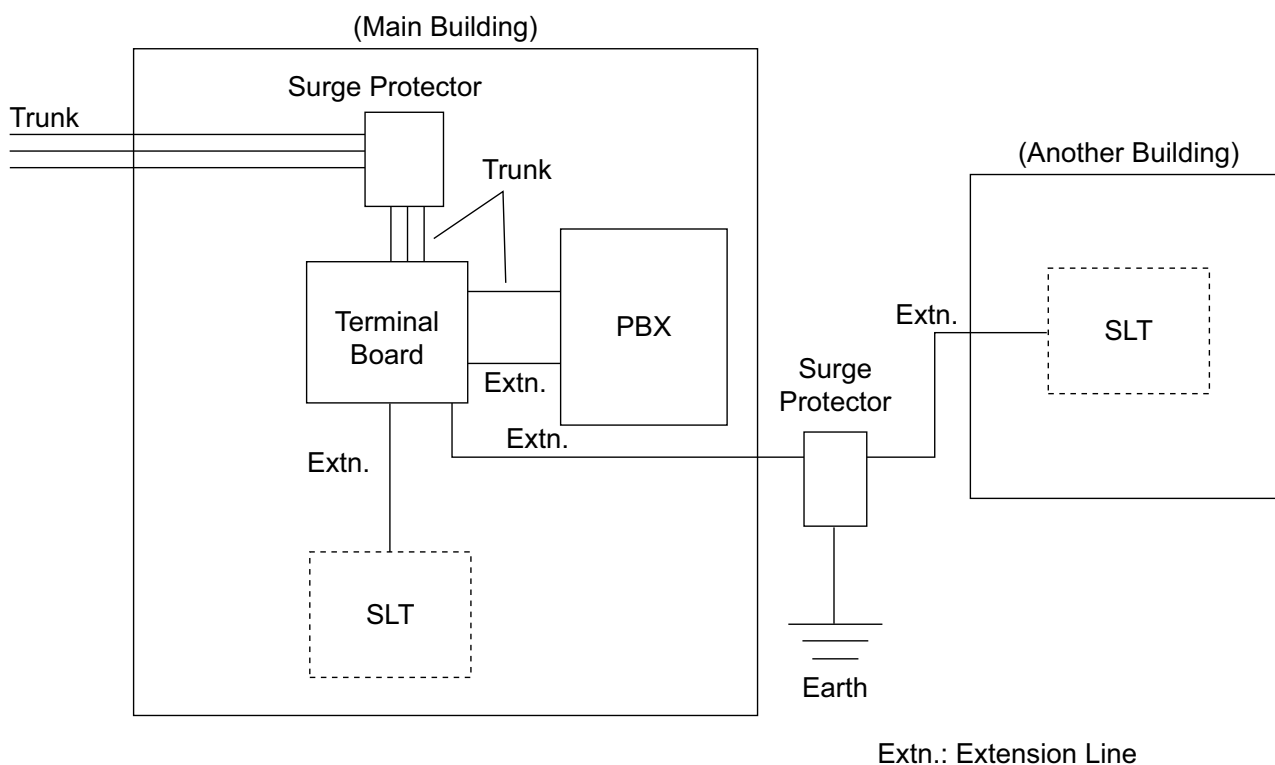 (Main Building)
Surge Protector
Trunk
Trunk
(Another Building)
Terminal
Board
PBX
Extn.
SLT
Extn.
Surge
Protector
Extn.
Extn.
SLT
Earth
Extn.: Extension Line